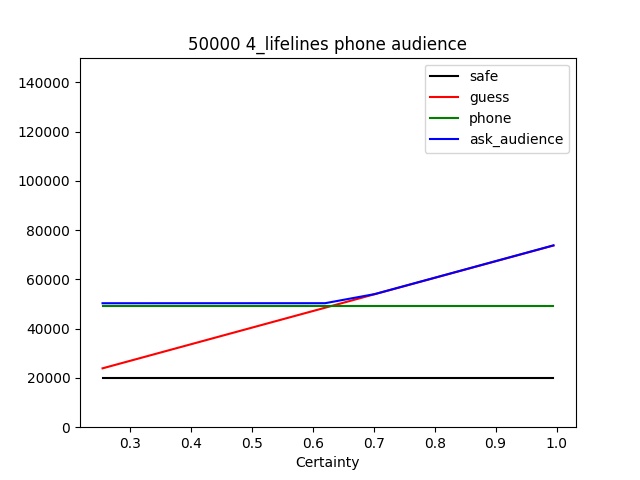 50000 4_lifelines phone audience
safe
guess
phone
ask_audience
140000
120000
100000
80000
60000
40000
20000
0
0.3 0.4 0.5 0.6 0.7 0.8 0.9 1.0
Certainty